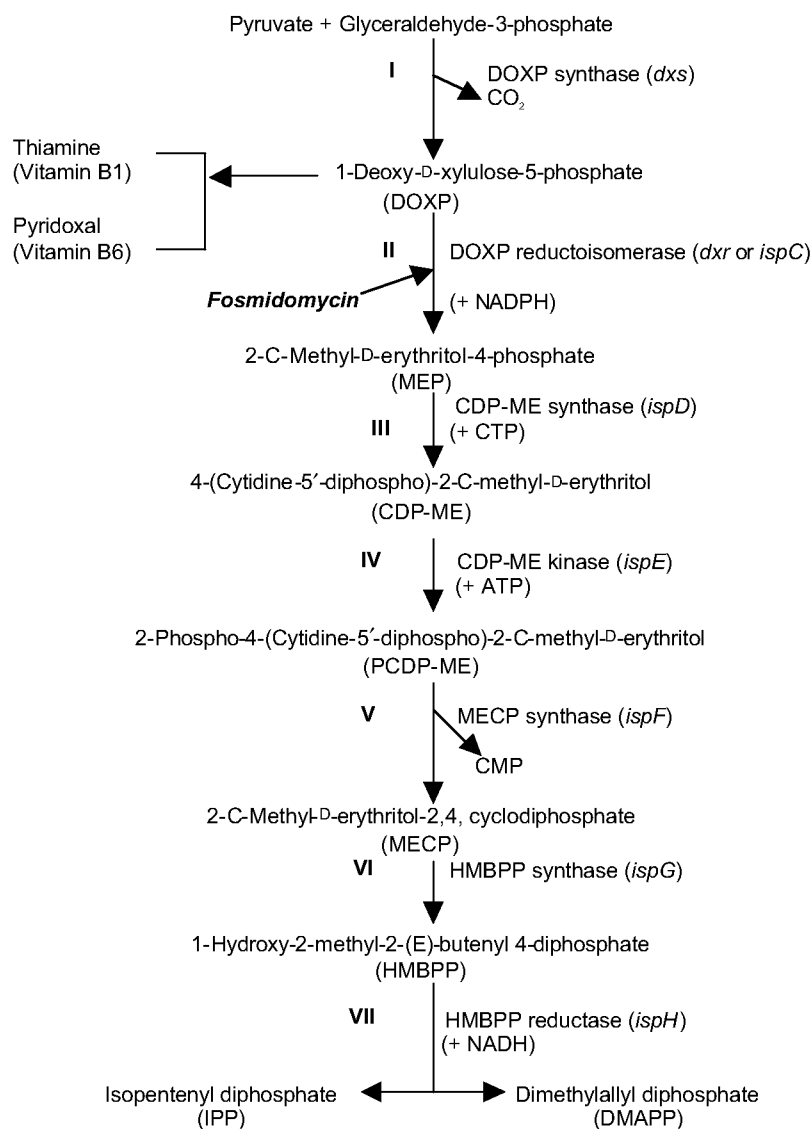 Pyruvate + Glyceraldehyde-3-phosphate
I
DOXP synthase (dxs)
CO2
Thiamine
(Vitamin B1)
1-Deoxy-D-xylulose-5-phosphate
(DOXP)
Pyridoxal
(Vitamin B6)
II
DOXP reductoisomerase (dxr or ispC)
Fosmidomycin
(+ NADPH)
2-C-Methyl-D-erythritol-4-phosphate
(MEP)
III
CDP-ME synthase (ispD)
(+ CTP)
4-(Cytidine-5′-diphospho)-2-C-methyl-D-erythritol
(CDP-ME)
IV
CDP-ME kinase (ispE)
(+ ATP)
2-Phospho-4-(Cytidine-5′-diphospho)-2-C-methyl-D-erythritol
(PCDP-ME)
V
MECP synthase (ispF)
CMP
2-C-Methyl-D-erythritol-2,4, cyclodiphosphate
(MECP)
VI
HMBPP synthase (ispG)
1-Hydroxy-2-methyl-2-(E)-butenyl 4-diphosphate
(HMBPP)
VII
HMBPP reductase (ispH)
(+ NADH)
Isopentenyl diphosphate
(IPP)
Dimethylallyl diphosphate
(DMAPP)